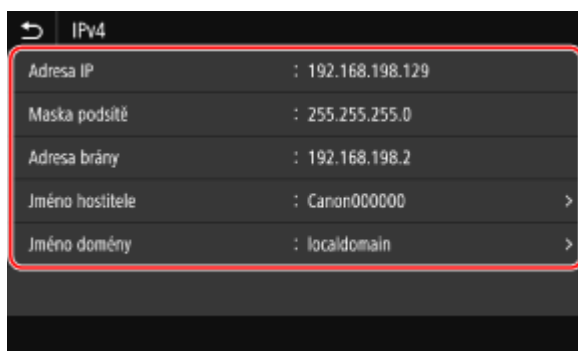 IPv4
Adresa IP : 192.168.198.129
Maska podsítě : 255.255.255.0
Adresa brány : 192.168.198.2
Jméno hostitele : Canon000000 >
Jméno domény : localdomain >